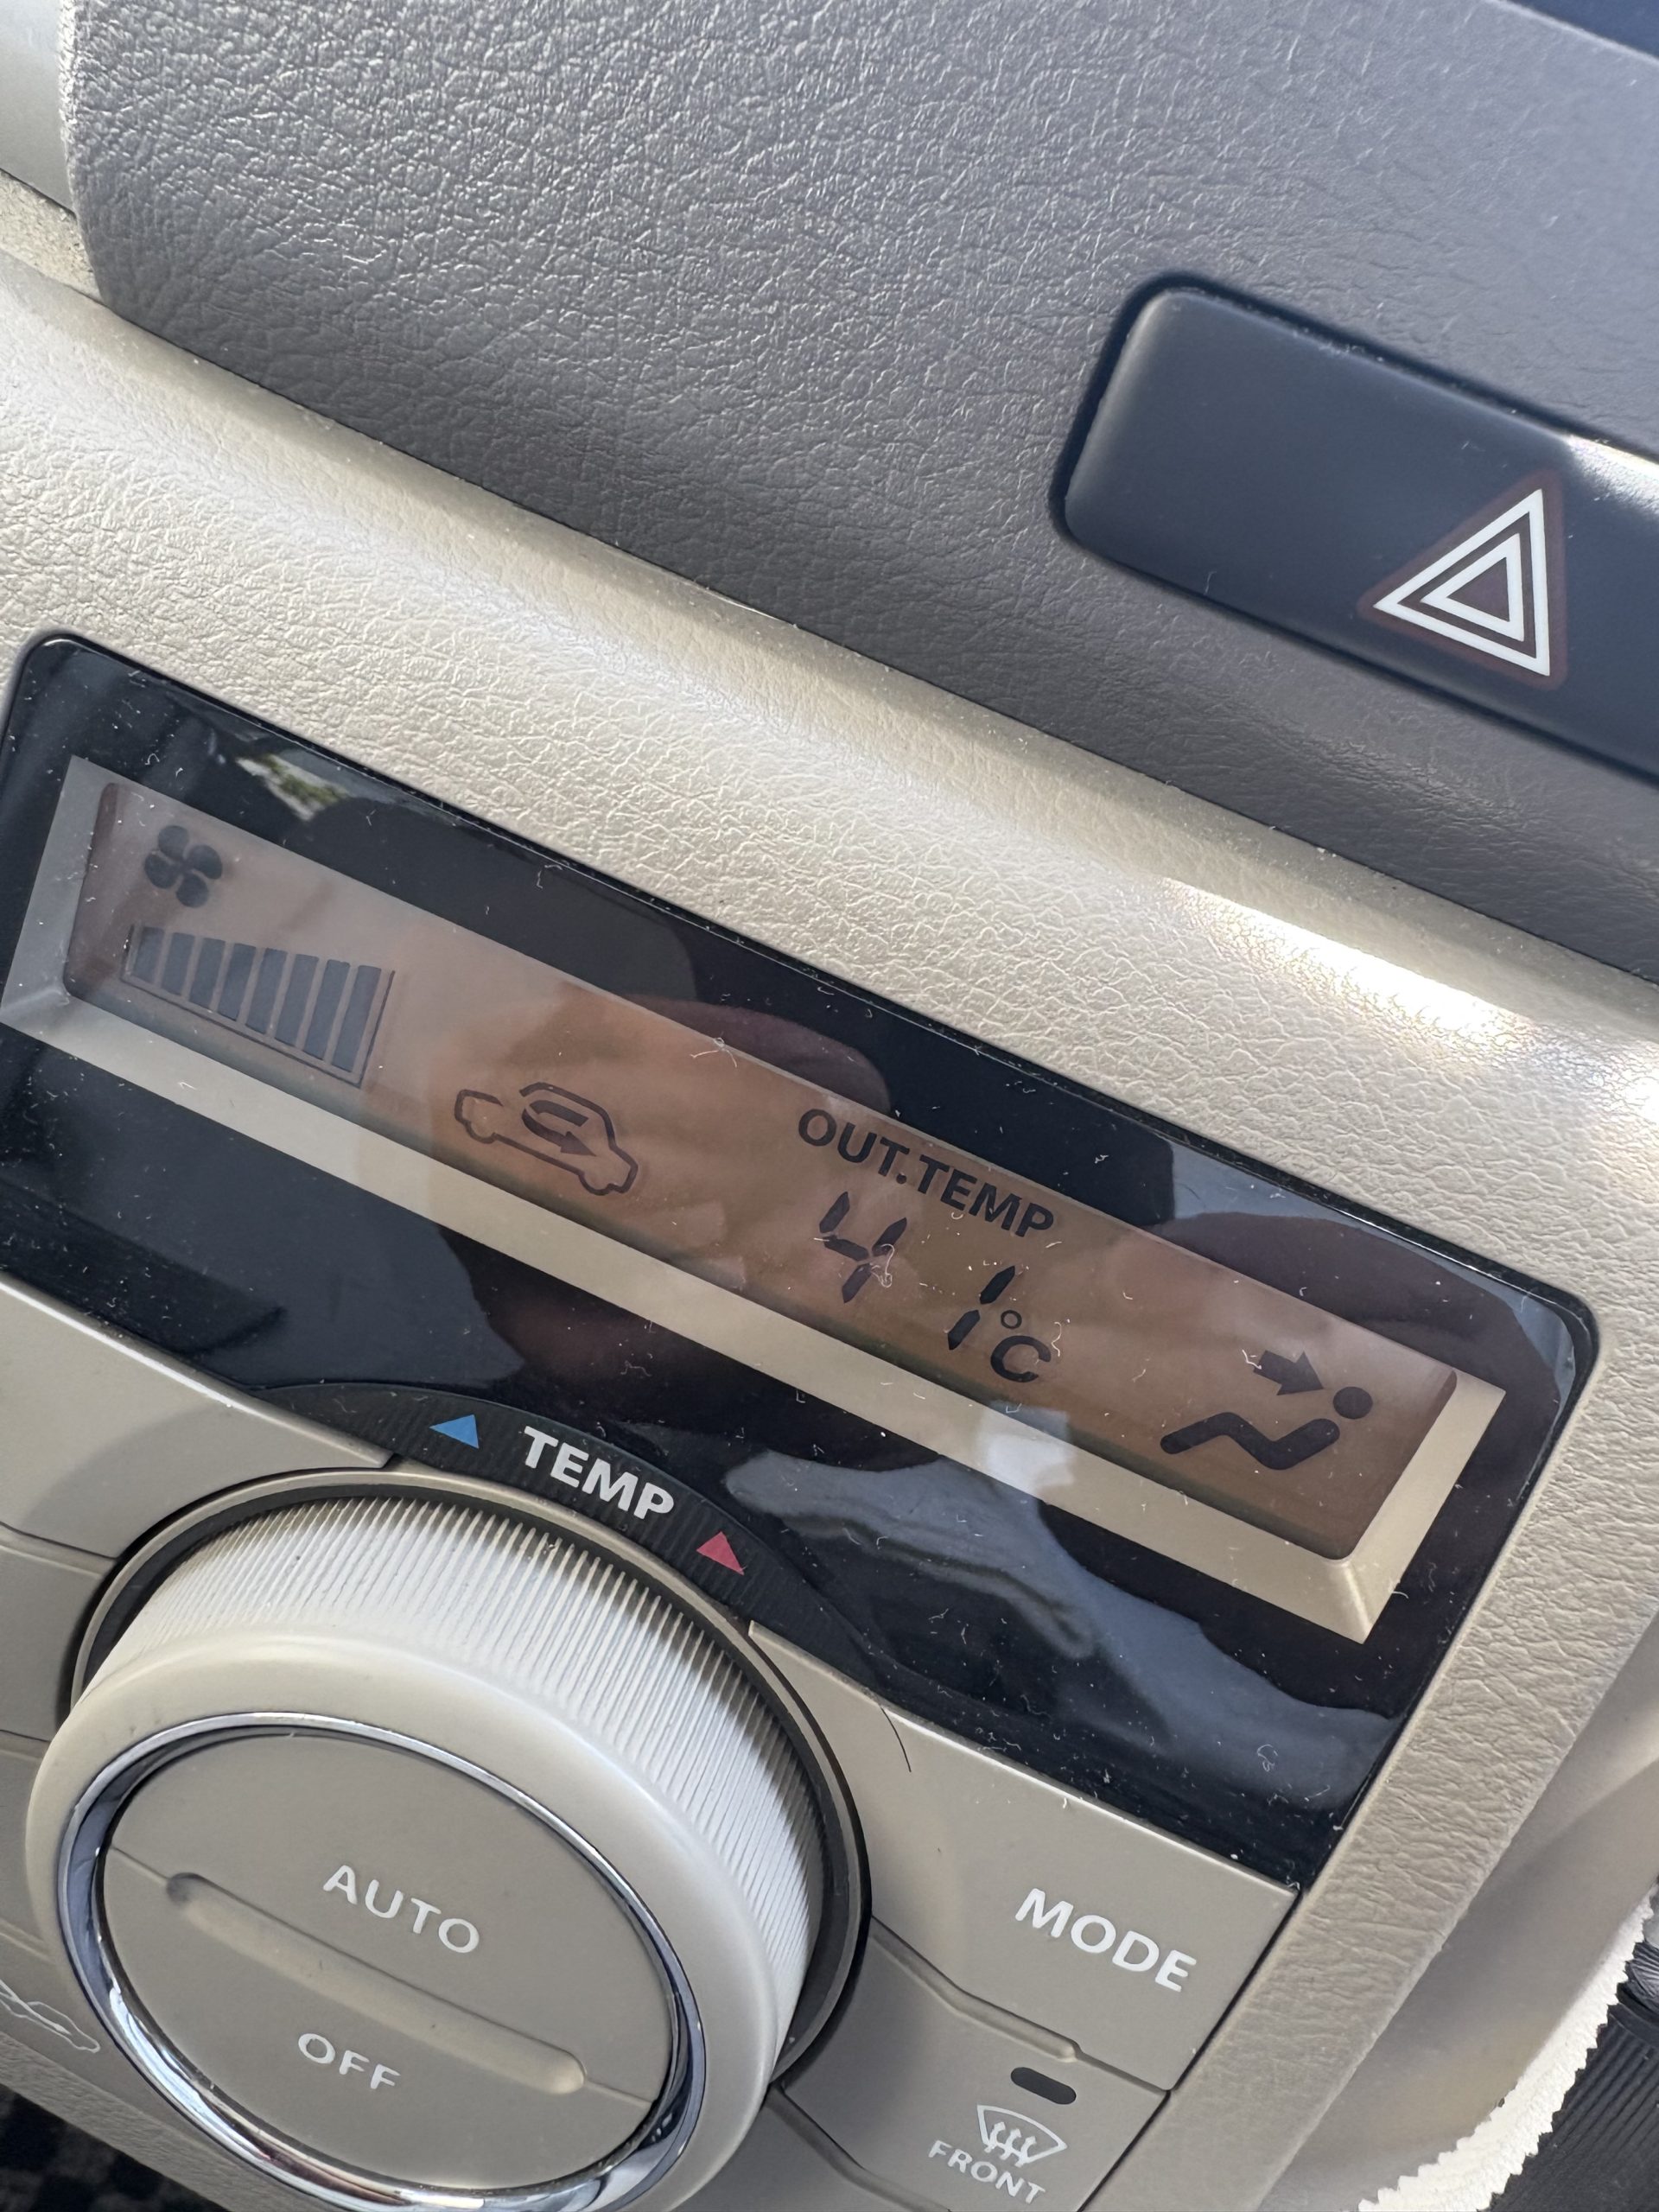 OUT.TEMP
41°C
TEMP
AUTO
OFF
MODE
FRONT